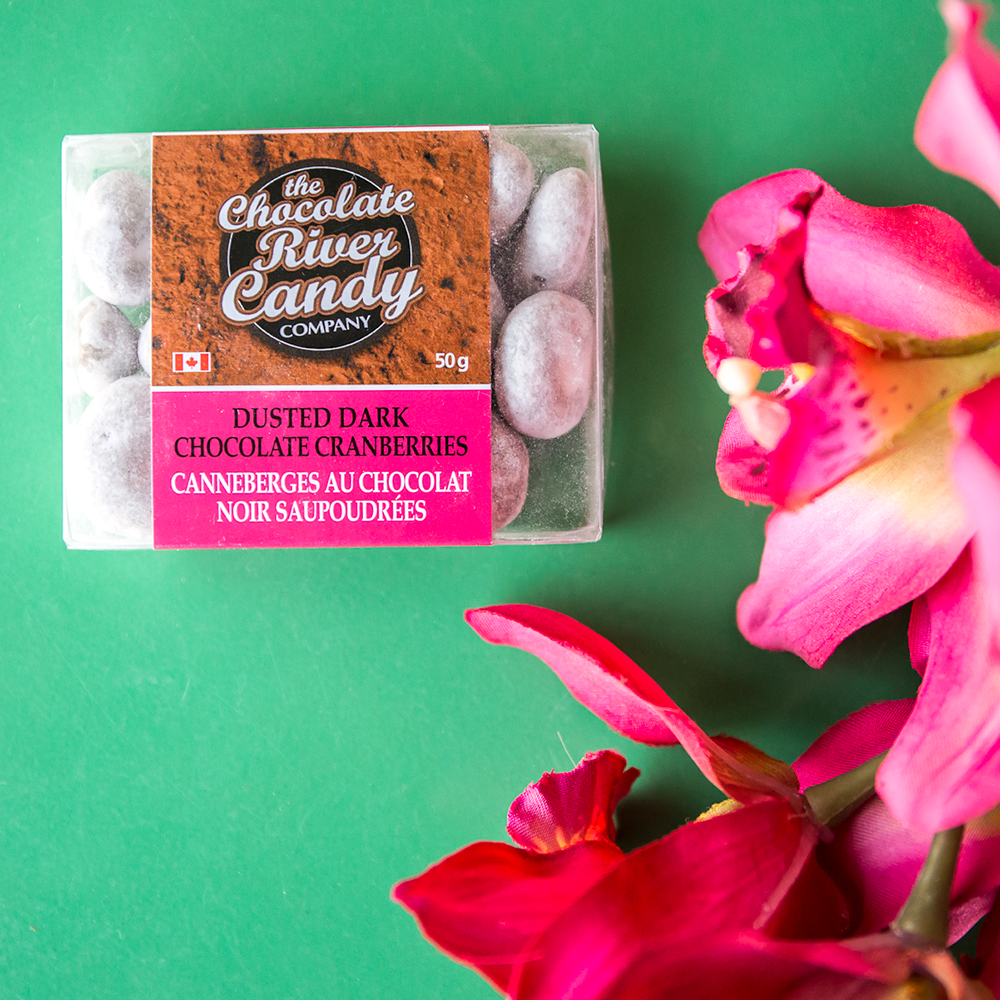 the
Chocolate
River
Candy
COMPANY
50g
DUSTED DARK
CHOCOLATE CRANBERRIES
CANNEBERGES AU CHOCOLAT
NOIR SAUPOUDRÉES